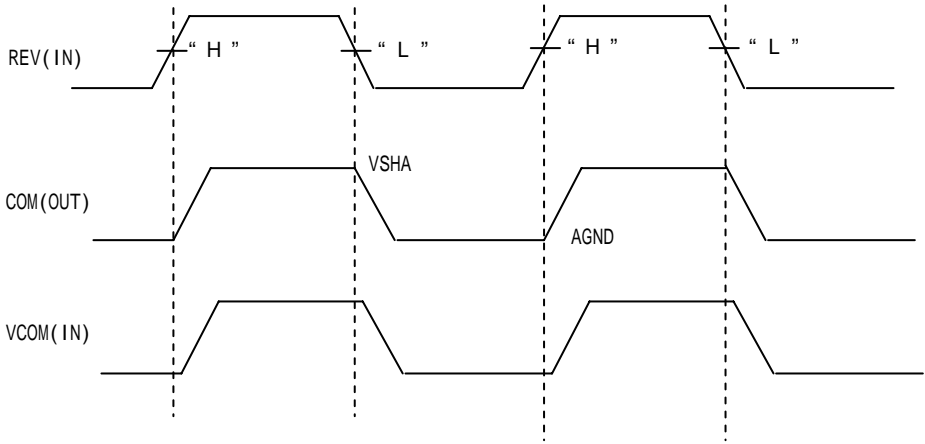 REV(IN) “ H ” “ L ” “ H ” “ L ”
VSHA
COM(OUT)
AGND
VCOM(IN)